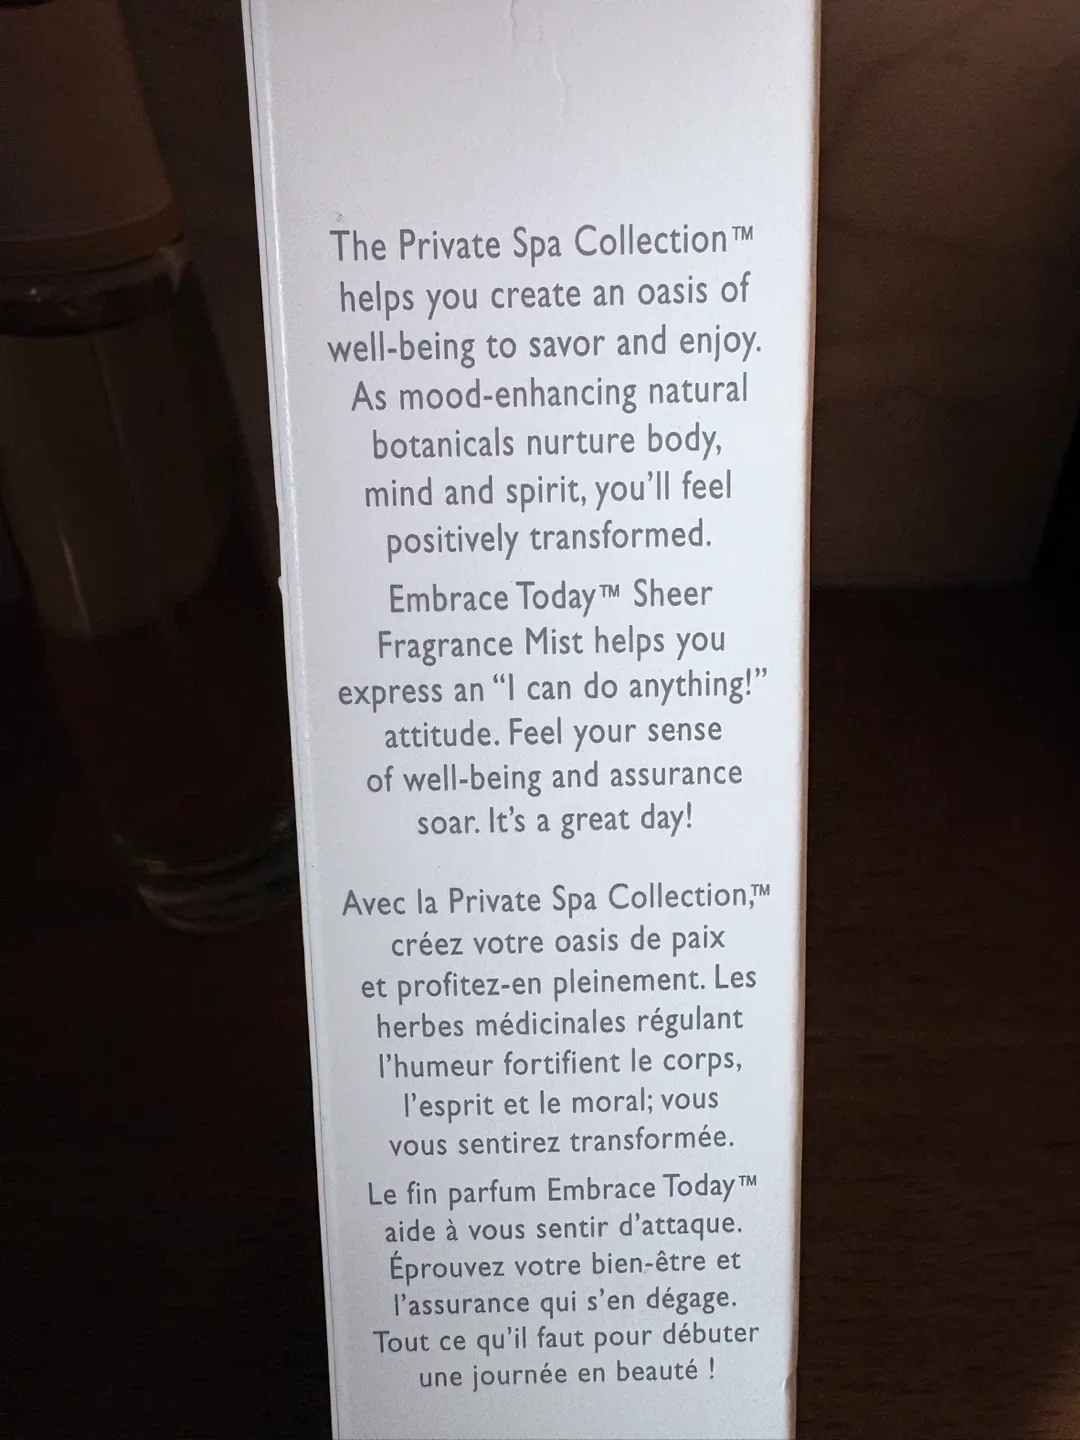 The Private Spa Collection™
helps you create an oasis of
well-being to savor and enjoy.
As mood-enhancing natural
botanicals nurture body,
mind and spirit, you'll feel
positively transformed.
Embrace Today™ Sheer
Fragrance Mist helps you
express an “I can do anything!”
attitude. Feel your sense
of well-being and assurance
soar. It's a great day!
Avec la Private Spa Collection,™
créez votre oasis de paix
et profitez-en pleinement. Les
herbes médicinales régulant
l'humeur fortifient le corps,
l'esprit et le moral; vous
vous sentirez transformée.
Le fin parfum Embrace Today™
aide à vous sentir d'attaque.
Éprouvez votre bien-être et
l'assurance qui s'en dégage.
Tout ce qu'il faut pour débuter
une journée en beauté !